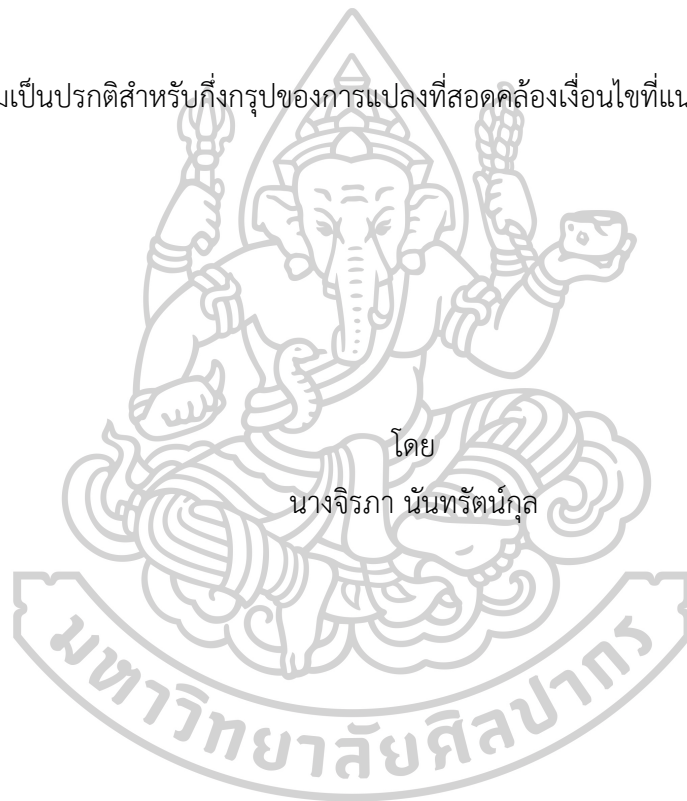 เป็นปรกติสำหรับกึ่งกรุปของการแปลงที่สอดคล้องเงื่อนไขที่
โดย
นางจิรภา นันทรัตน์กุล
มหาวิทยาลัยศิลปากร